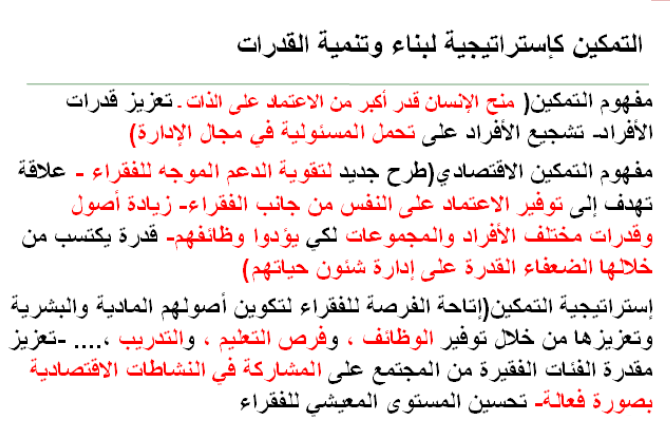 التمكين كإستراتيجية لبناء وتنمية القدرات
مفهوم التمكين( منح الإنسان قدر أكبر من الاعتماد على الذات - تعزيز قدرات
الأفراد- تشجيع الأفراد على تحمل المسئولية في مجال الإدارة)
مفهوم التمكين الاقتصادي(طرح جديد لتقوية الدعم الموجه للفقراء - علاقة
تهدف إلى توفير الاعتماد على النفس من جانب الفقراء- زيادة أصول
وقدرات مختلف الأفراد والمجموعات لكي يؤدوا وظائفهم- قدرة يكتسب من
خلالها الضعفاء القدرة على إدارة شئون حياتهم)
إستراتيجية التمكين(إتاحة الفرصة للفقراء لتكوين أصولهم المادية والبشرية
وتعزيزها من خلال توفير الوظائف ، وفرص التعليم ، والتدريب ،.... -تعزيز
مقدرة الفئات الفقيرة من المجتمع على المشاركة في النشاطات الاقتصادية
بصورة فعالة- تحسين المستوى المعيشي للفقراء